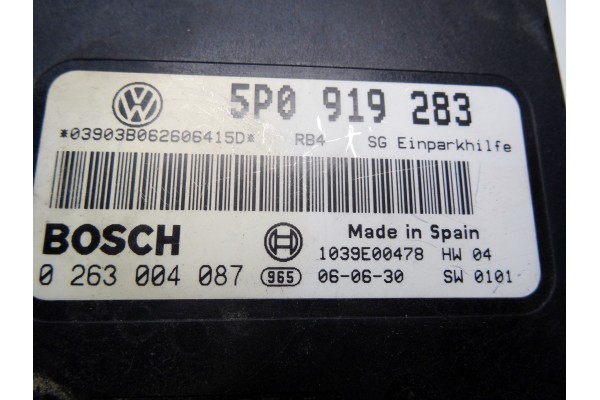 VW 5P0 919 283
*03903B062606415D* RB4 SG Einparkhilfe
BOSCH Made in Spain
1039E00478 HW 04
0 263 004 087 965 06-06-30 SW 0101